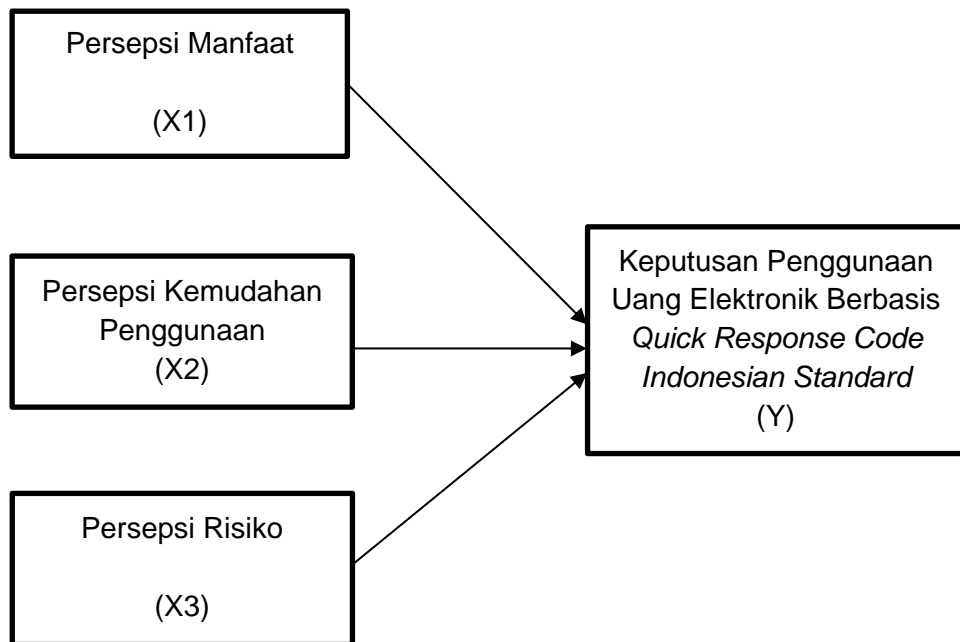 Persepsi Manfaat
(X1)
Persepsi Kemudahan
Penggunaan
(X2)
Persepsi Risiko
(X3)
Keputusan Penggunaan
Uang Elektronik Berbasis
Quick Response Code
Indonesian Standard
(Y)